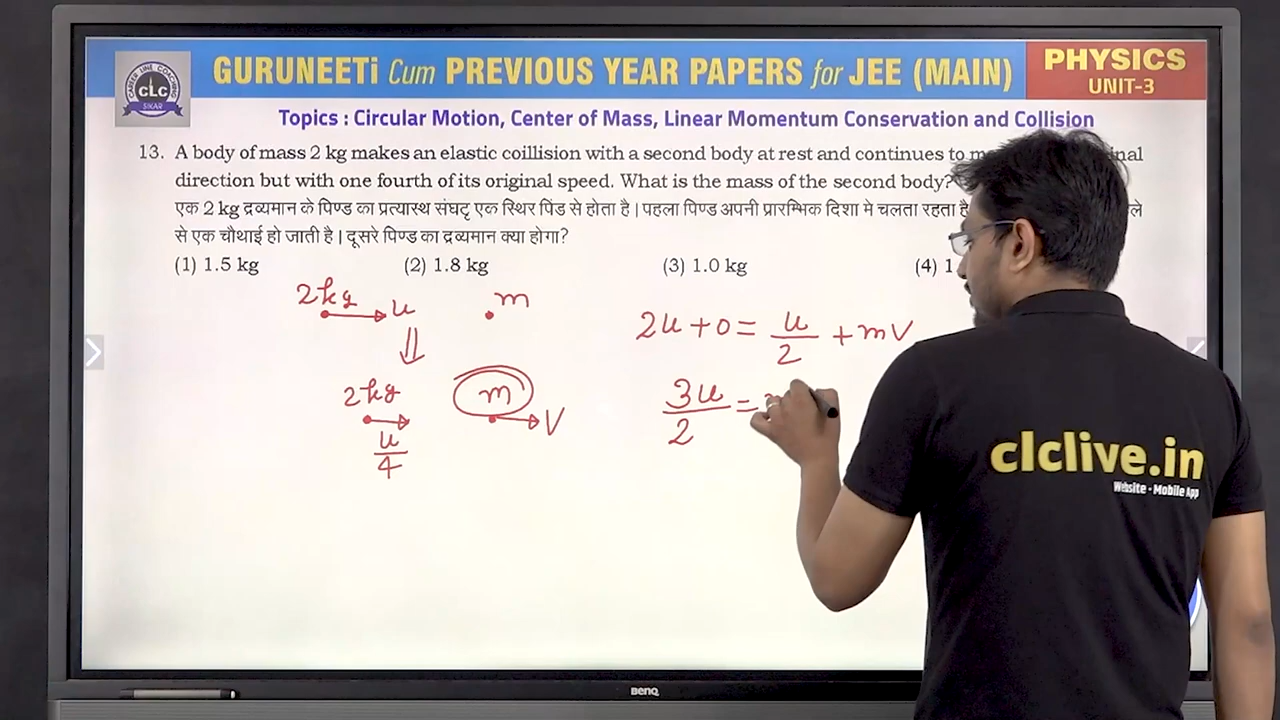 GURUNEETi Cum PREVIOUS YEAR PAPERS for JEE (MAIN)
PHYSICS
UNIT-3
CLC
SIKAR
Topics : Circular Motion, Center of Mass, Linear Momentum Conservation and Collision
13. A body of mass 2 kg makes an elastic coillision with a second body at rest and continues to
direction but with one fourth of its original speed. What is the mass of the second body?
एक 2 kg द्रव्यमान के पिण्ड का प्रत्यास्थ संघट्ट एक स्थिर पिंड से होता है। पहला पिण्ड अपनी प्रारम्भिक दिशा मे चलता रहता है
से एक चौथाई हो जाती है। दूसरे पिण्ड का द्रव्यमान क्या होगा?
(1) 1.5 kg (2) 1.8 kg (3) 1.0 kg (4) 1
2kg u m
2u + 0 = u/2 + mV
2kg m V
u/4
3u/2 =
clclive.in
Website - Mobile App
BenQ